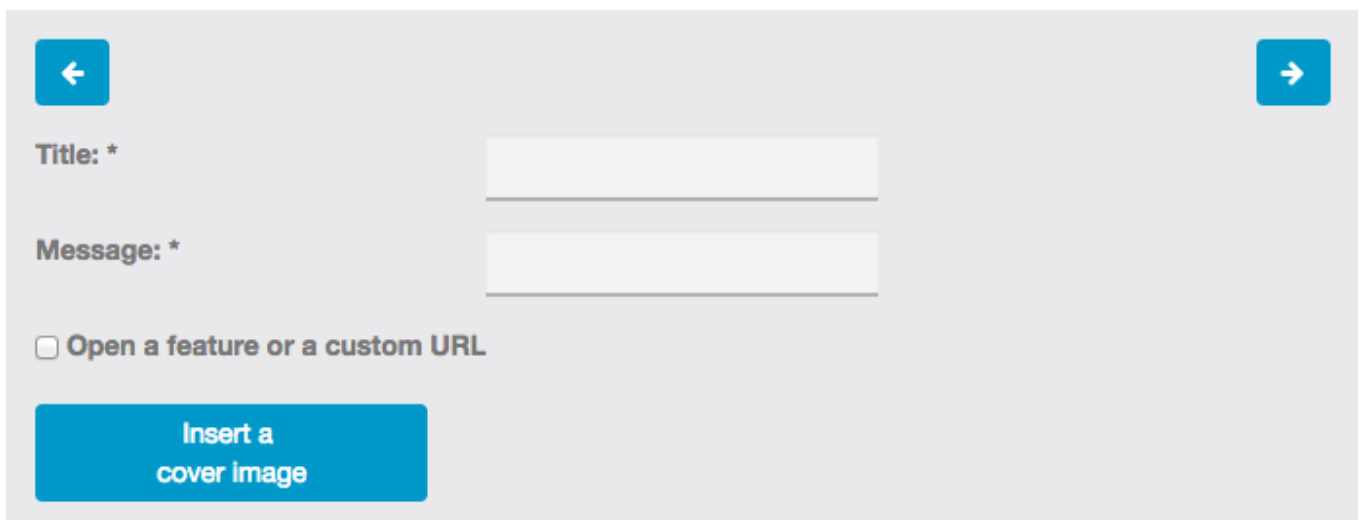 Title: *
Message: *
Open a feature or a custom URL
Insert a
cover image